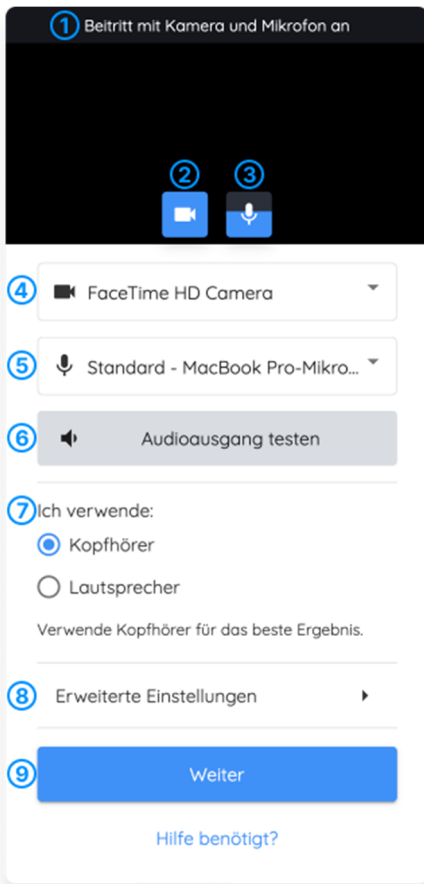 ① Beitritt mit Kamera und Mikrofon an
② ③
④ FaceTime HD Camera
⑤ Standard - MacBook Pro-Mikro...
⑥ Audioausgang testen
⑦ Ich verwende:
Kopfhörer
Lautsprecher
Verwende Kopfhörer für das beste Ergebnis.
⑧ Erweiterte Einstellungen
⑨ Weiter
Hilfe benötigt?